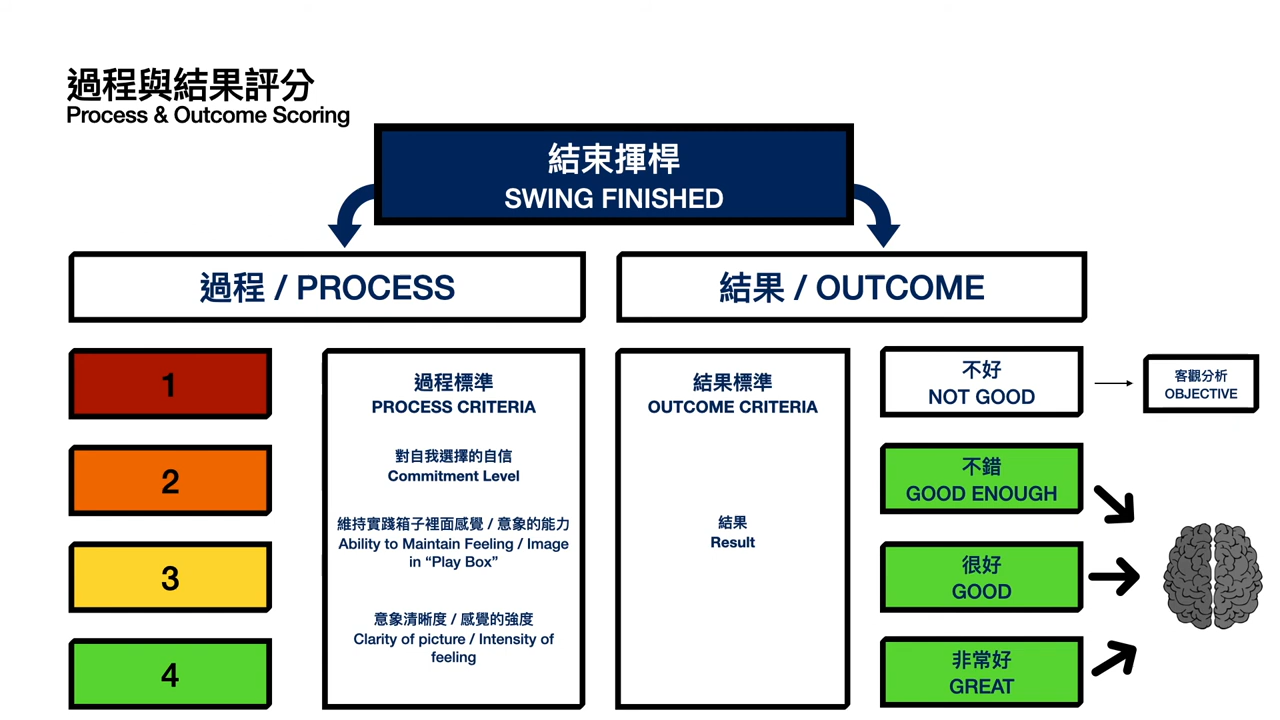 過程與結果評分
Process & Outcome Scoring
結束揮桿
SWING FINISHED
過程 / PROCESS
結果 / OUTCOME
1
2
3
4
過程標準
PROCESS CRITERIA
對自我選擇的自信
Commitment Level
維持實踐箱子裡面感覺 / 意象的能力
Ability to Maintain Feeling / Image
in “Play Box”
意象清晰度 / 感覺的強度
Clarity of picture / Intensity of
feeling
結果標準
OUTCOME CRITERIA
結果
Result
不好
NOT GOOD
不錯
GOOD ENOUGH
很好
GOOD
非常好
GREAT
客觀分析
OBJECTIVE